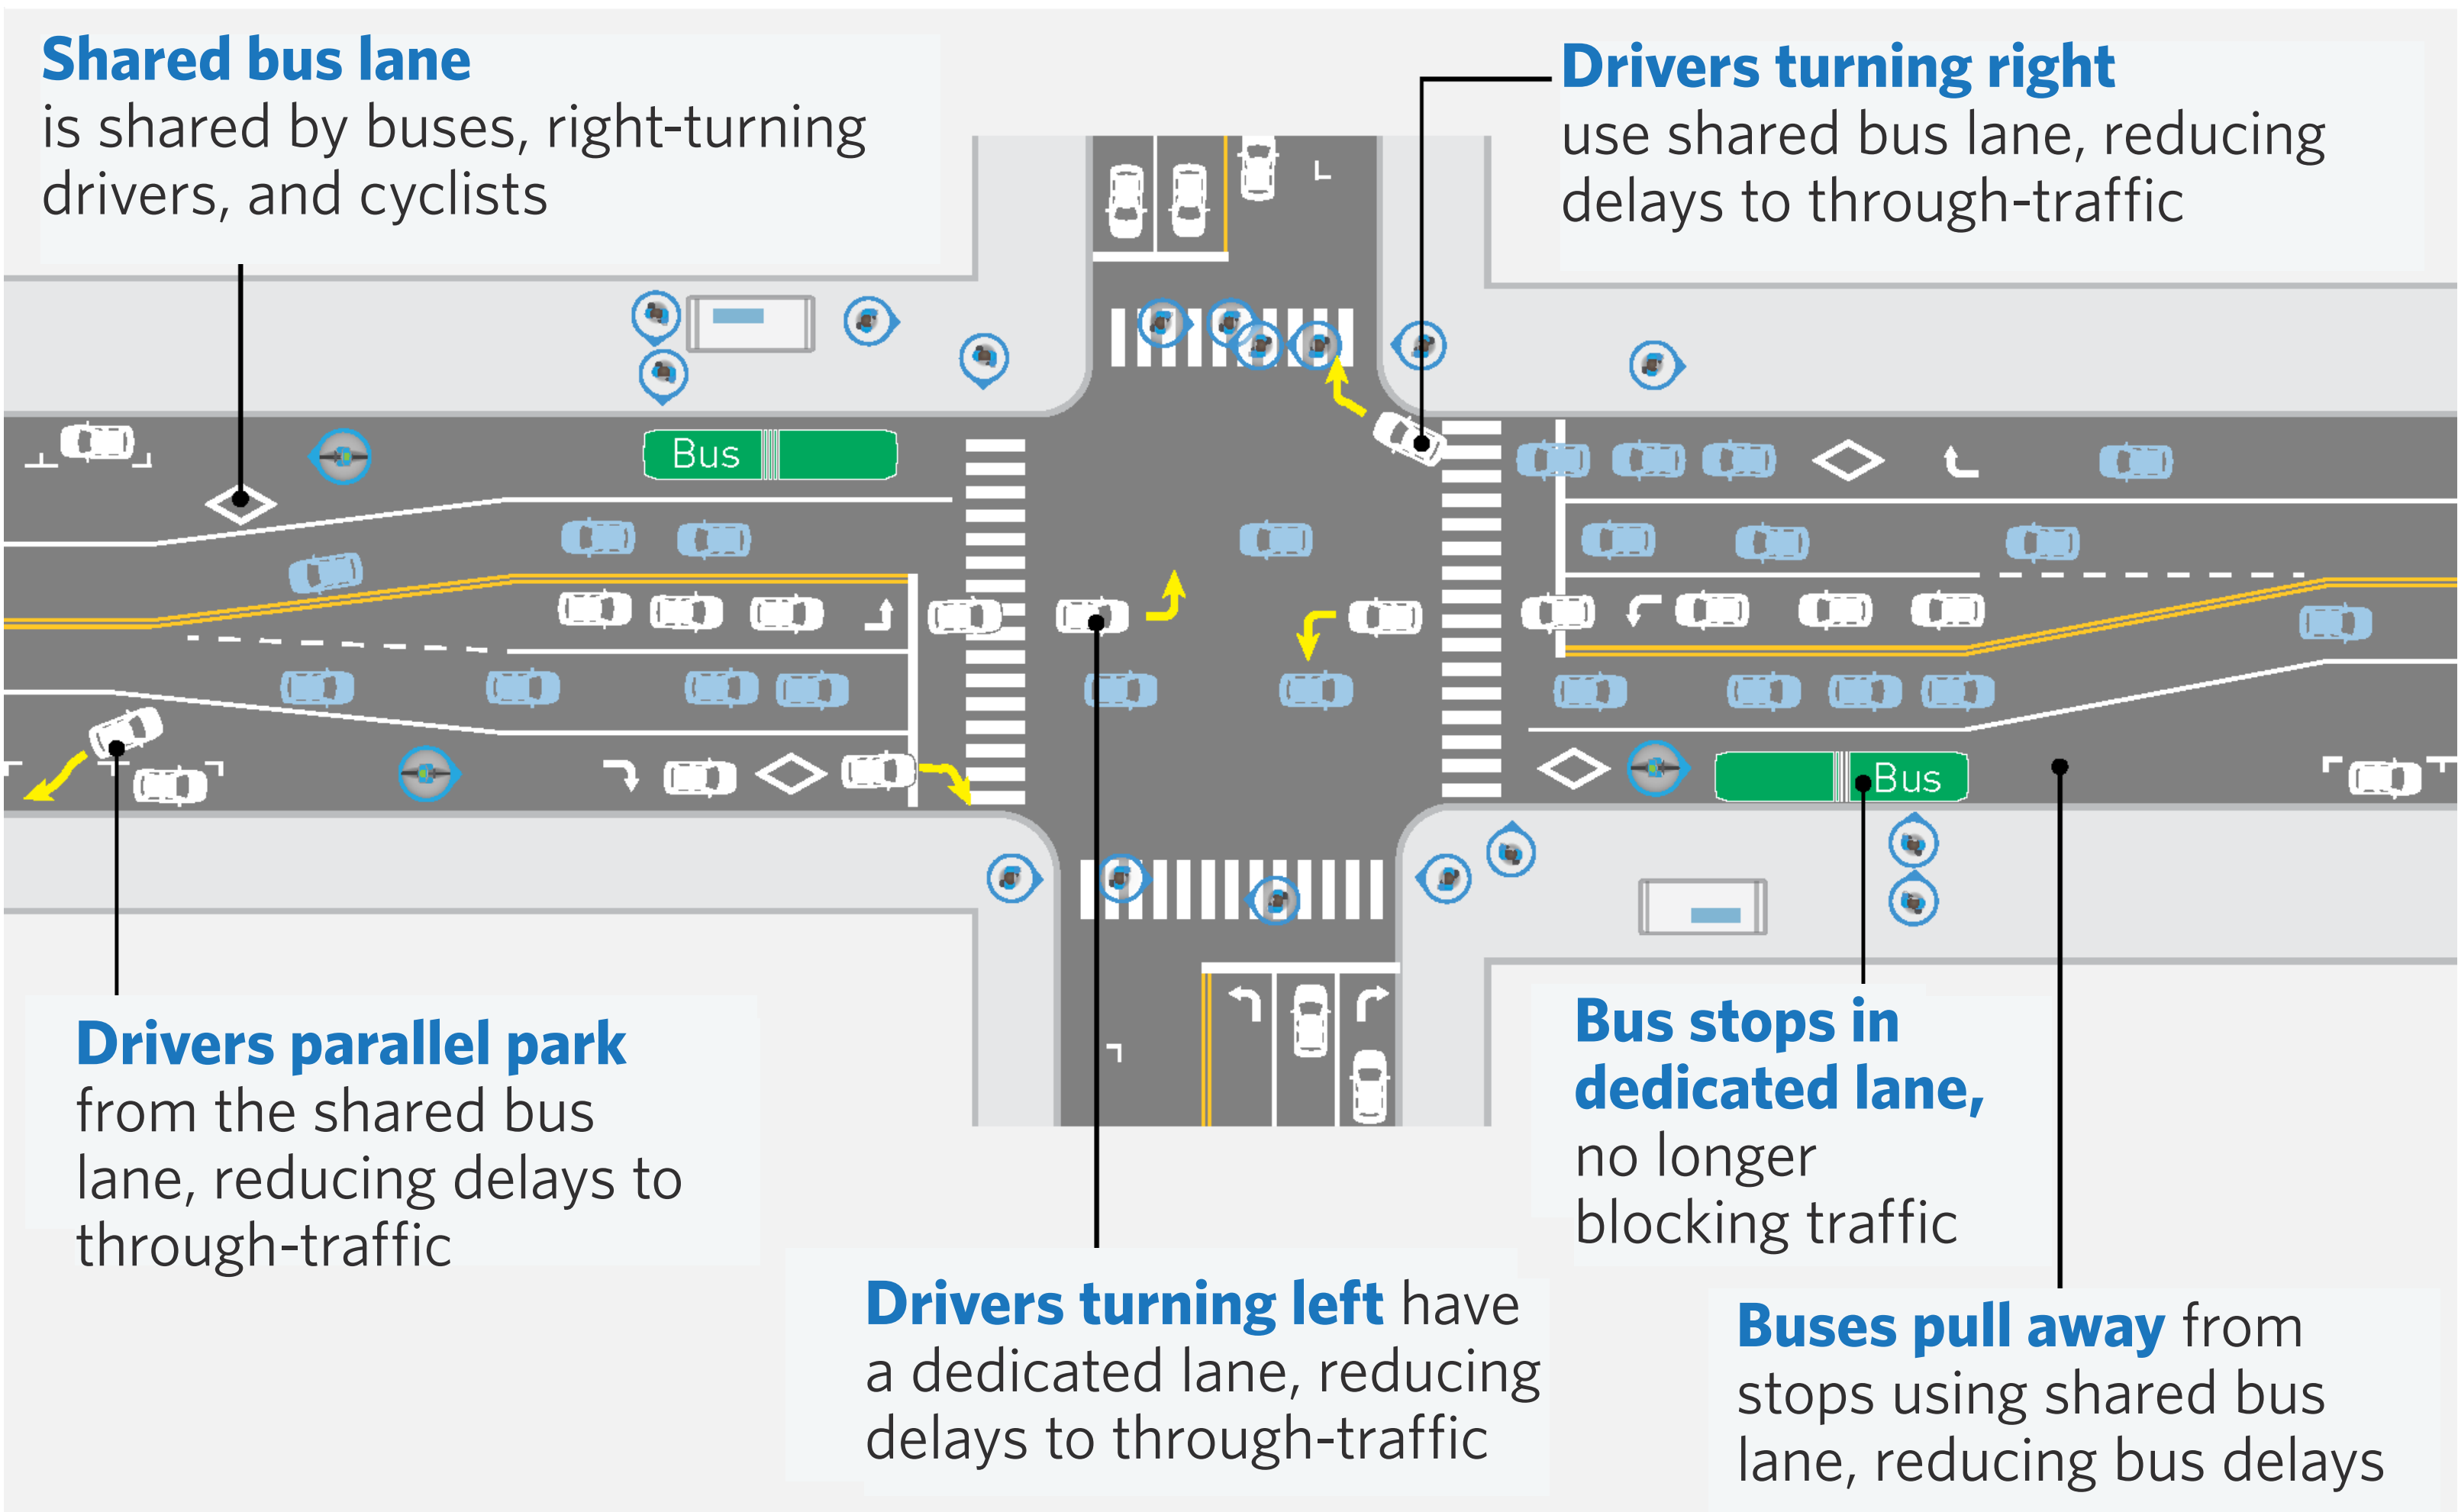 Shared bus lane
is shared by buses, right-turning
drivers, and cyclists
Drivers turning right
use shared bus lane, reducing
delays to through-traffic
Bus
Bus
Drivers parallel park
from the shared bus
lane, reducing delays to
through-traffic
Drivers turning left have
a dedicated lane, reducing
delays to through-traffic
Bus stops in
dedicated lane,
no longer
blocking traffic
Buses pull away from
stops using shared bus
lane, reducing bus delays